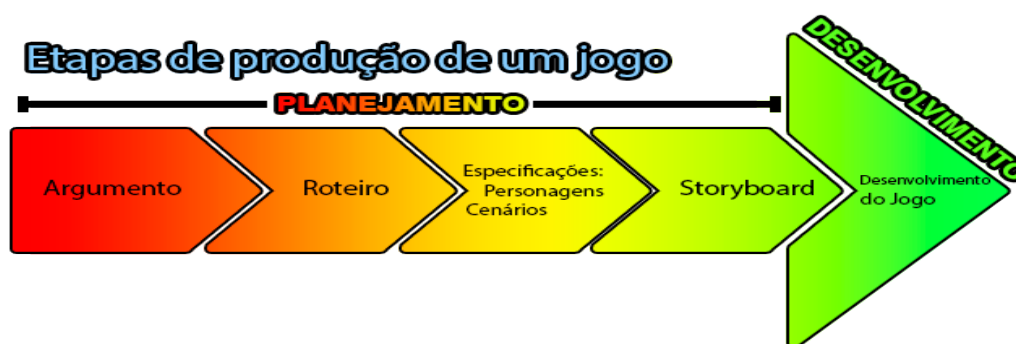 Etapas de produção de um jogo
PLANEJAMENTO
DESENVOLVIMENTO
Argumento
Roteiro
Especificações:
Personagens
Cenários
Storyboard
Desenvolvimento
do Jogo